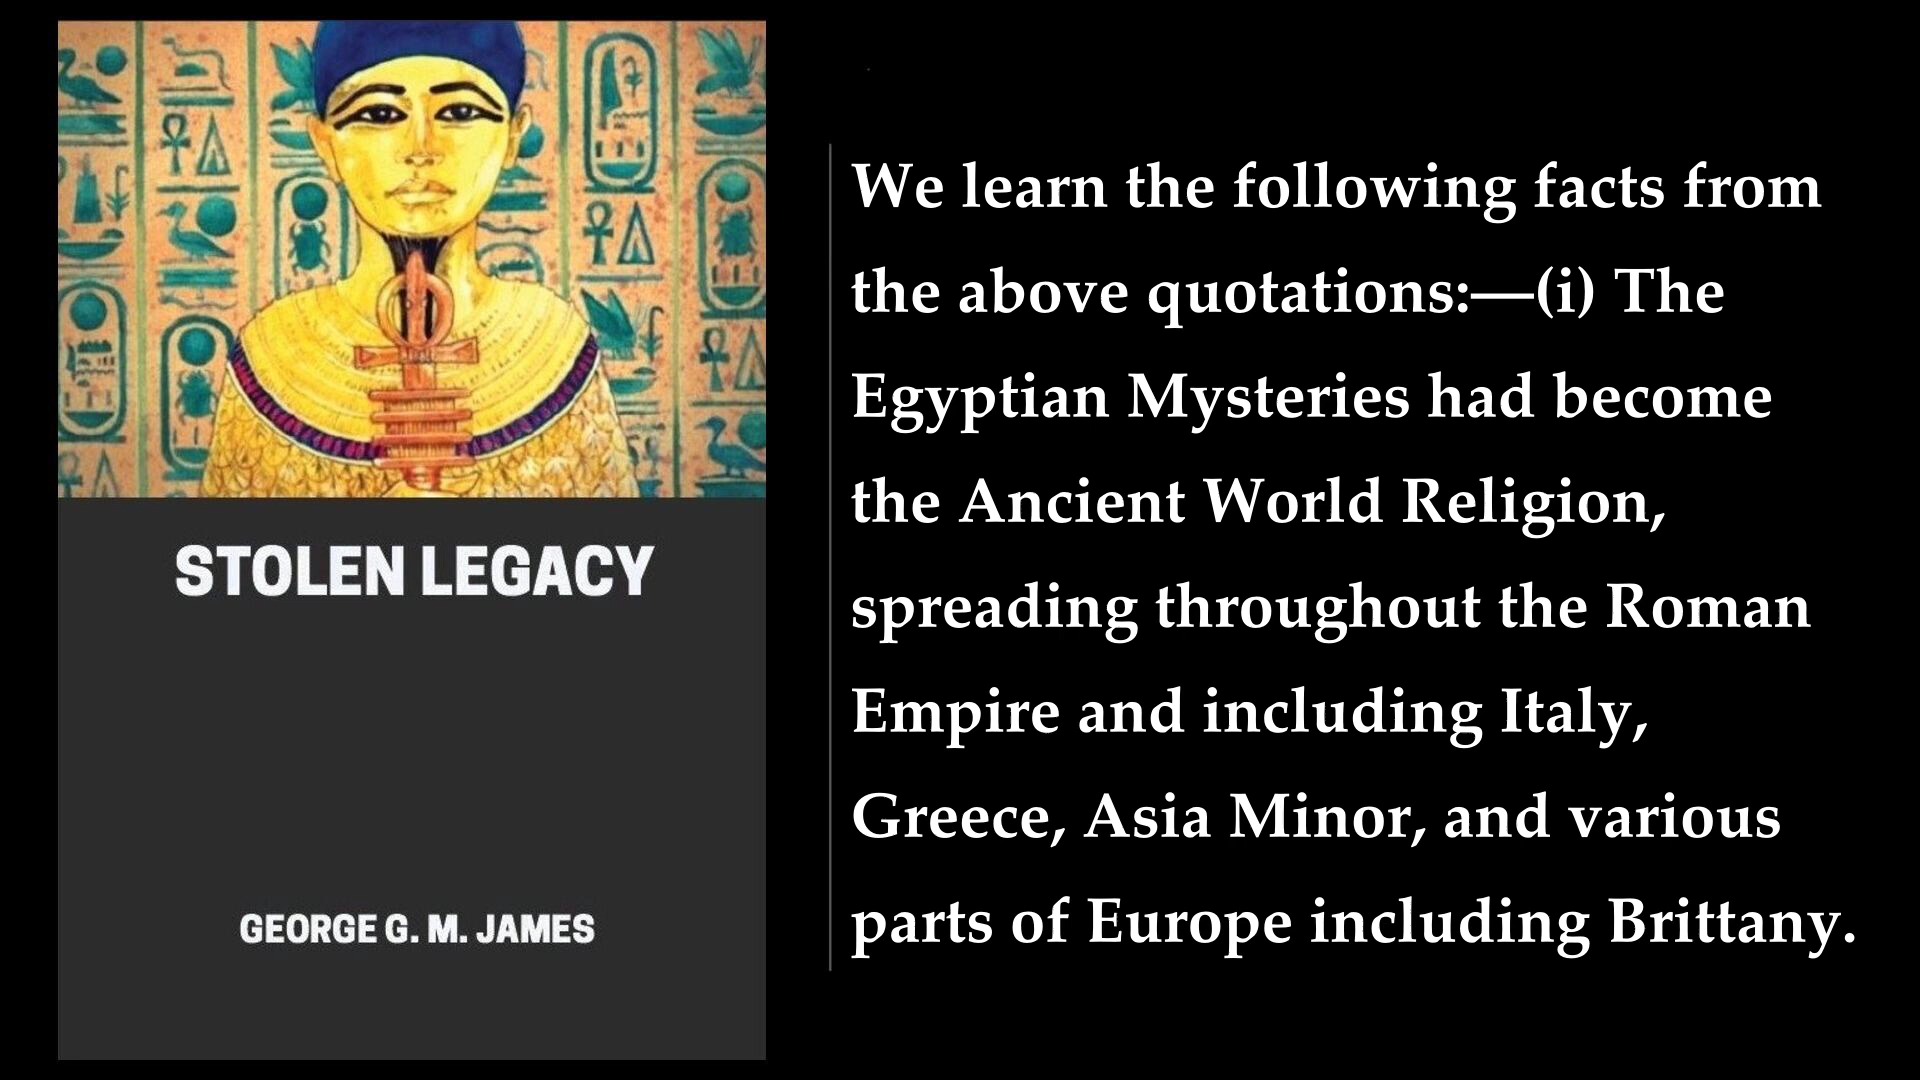 STOLEN LEGACY
GEORGE G. M. JAMES
We learn the following facts from
the above quotations:—(i) The
Egyptian Mysteries had become
the Ancient World Religion,
spreading throughout the Roman
Empire and including Italy,
Greece, Asia Minor, and various
parts of Europe including Brittany.